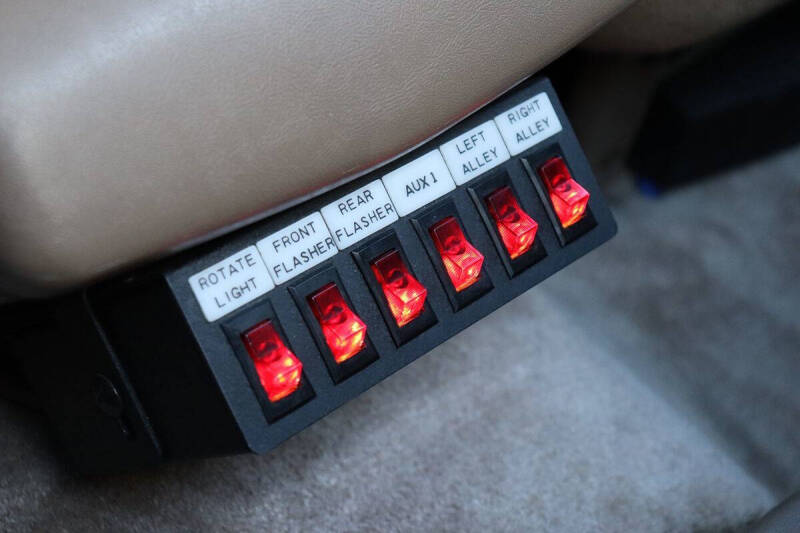 ROTATE
LIGHT
FRONT
FLASHER
REAR
FLASHER
AUX 1
LEFT
ALLEY
RIGHT
ALLEY